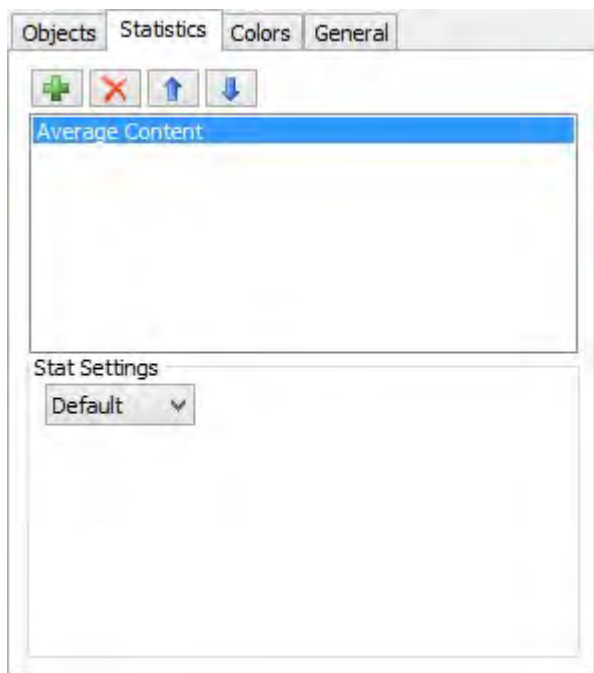 Objects Statistics Colors General
Average Content
Stat Settings
Default